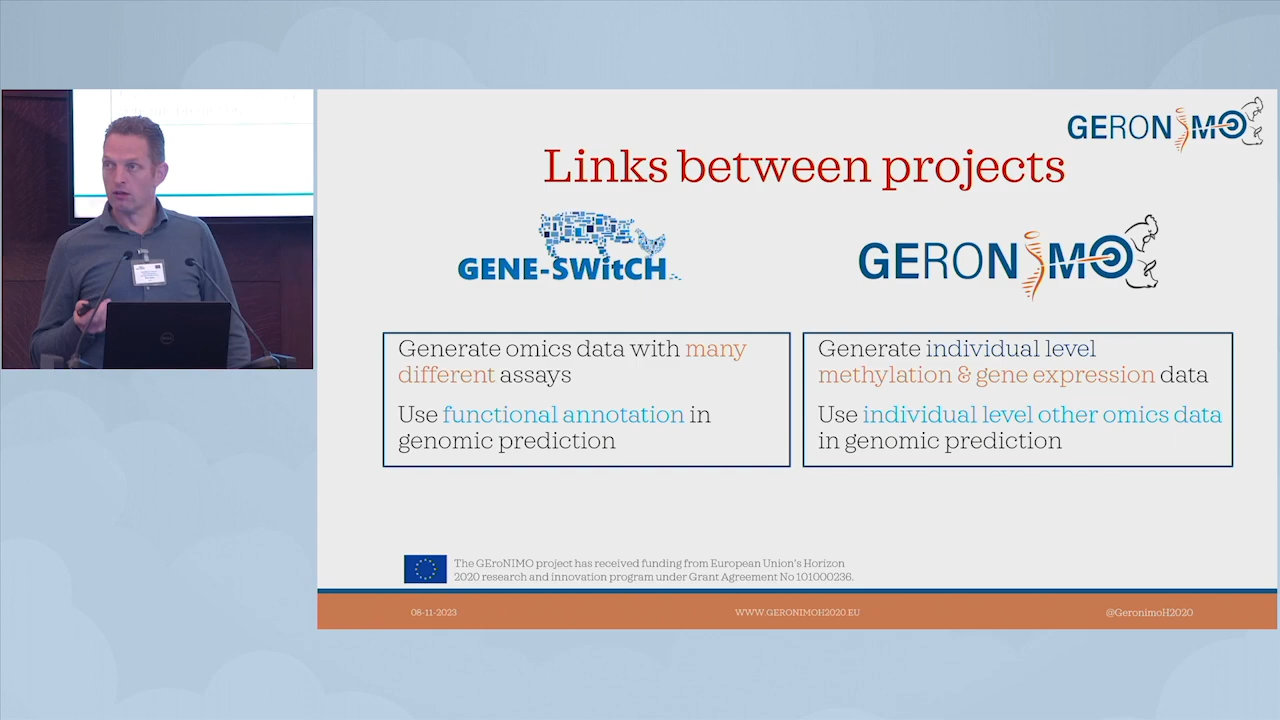 GERONIMO
Links between projects
GENE-SWitCH
GERONIMO
Generate omics data with many
different assays
Use functional annotation in
genomic prediction
Generate individual level
methylation & gene expression data
Use individual level other omics data
in genomic prediction
The GEroNIMO project has received funding from European Union's Horizon
2020 research and innovation program under Grant Agreement No 101000236.
08-11-2023
WWW.GERONIMOH2020.EU
@GeronimoH2020